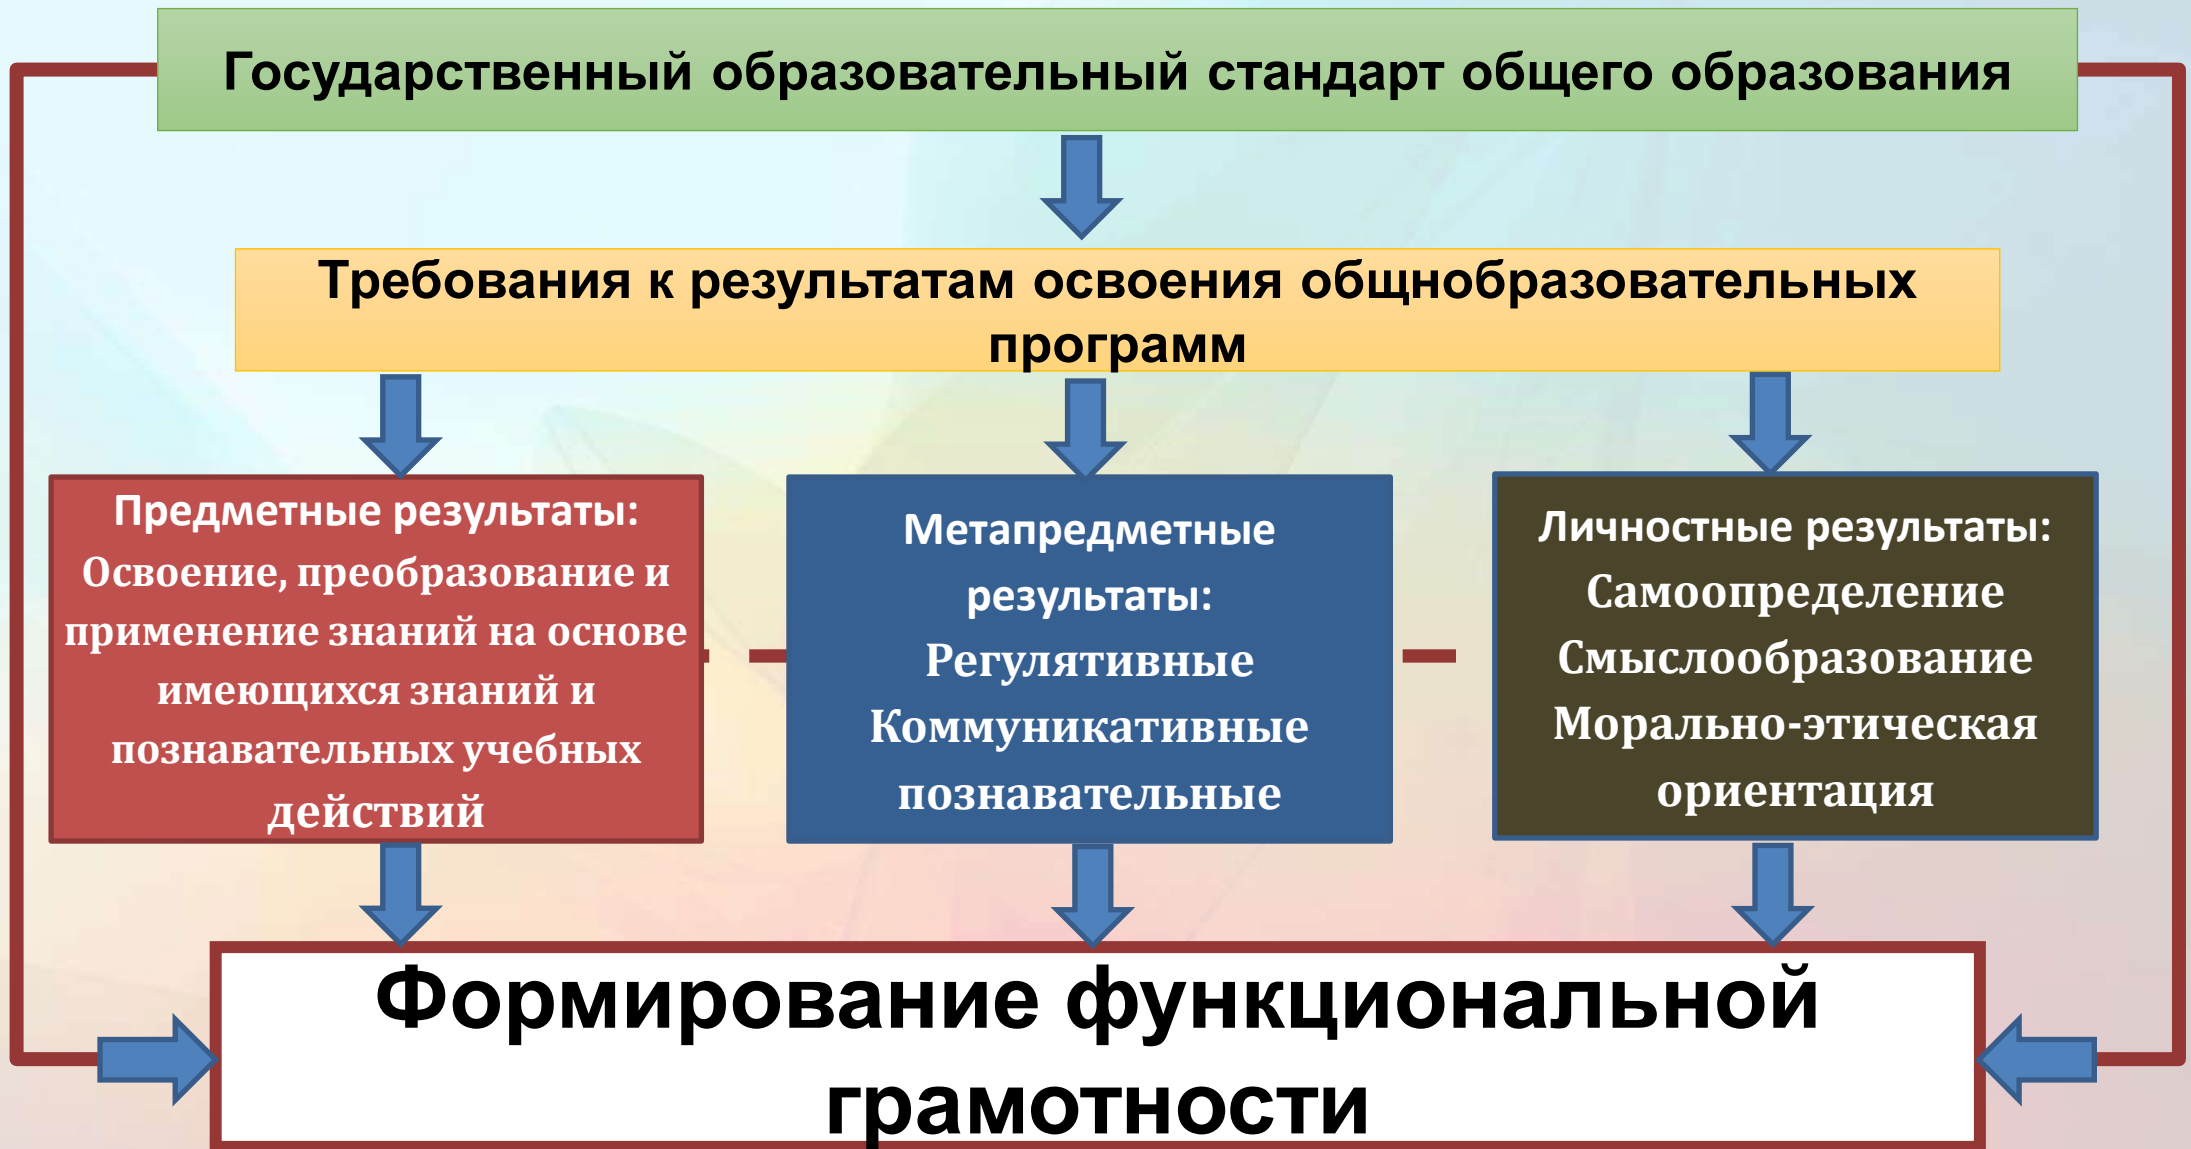 Государственный образовательный стандарт общего образования
Требования к результатам освоения общнобразовательных
программ
Предметные результаты:
Освоение, преобразование и
применение знаний на основе
имеющихся знаний и
познавательных учебных
действий
Метапредметные
результаты:
Регулятивные
Коммуникативные
познавательные
Личностные результаты:
Самоопределение
Смыслообразование
Морально-этическая
ориентация
Формирование функциональной
грамотности